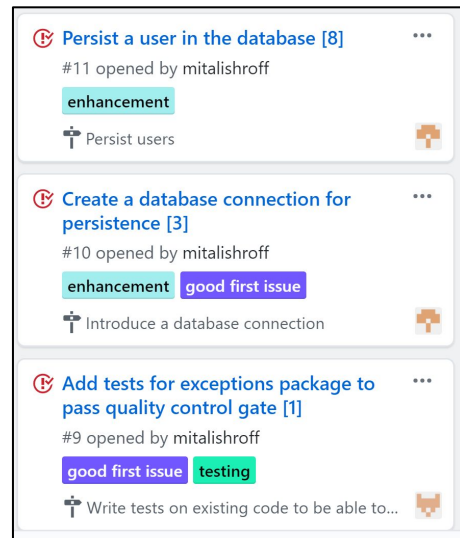 Persist a user in the database [8]
#11 opened by mitalishroff
enhancement
Persist users
Create a database connection for
persistence [3]
#10 opened by mitalishroff
enhancement good first issue
Introduce a database connection
Add tests for exceptions package to
pass quality control gate [1]
#9 opened by mitalishroff
good first issue testing
Write tests on existing code to be able to...